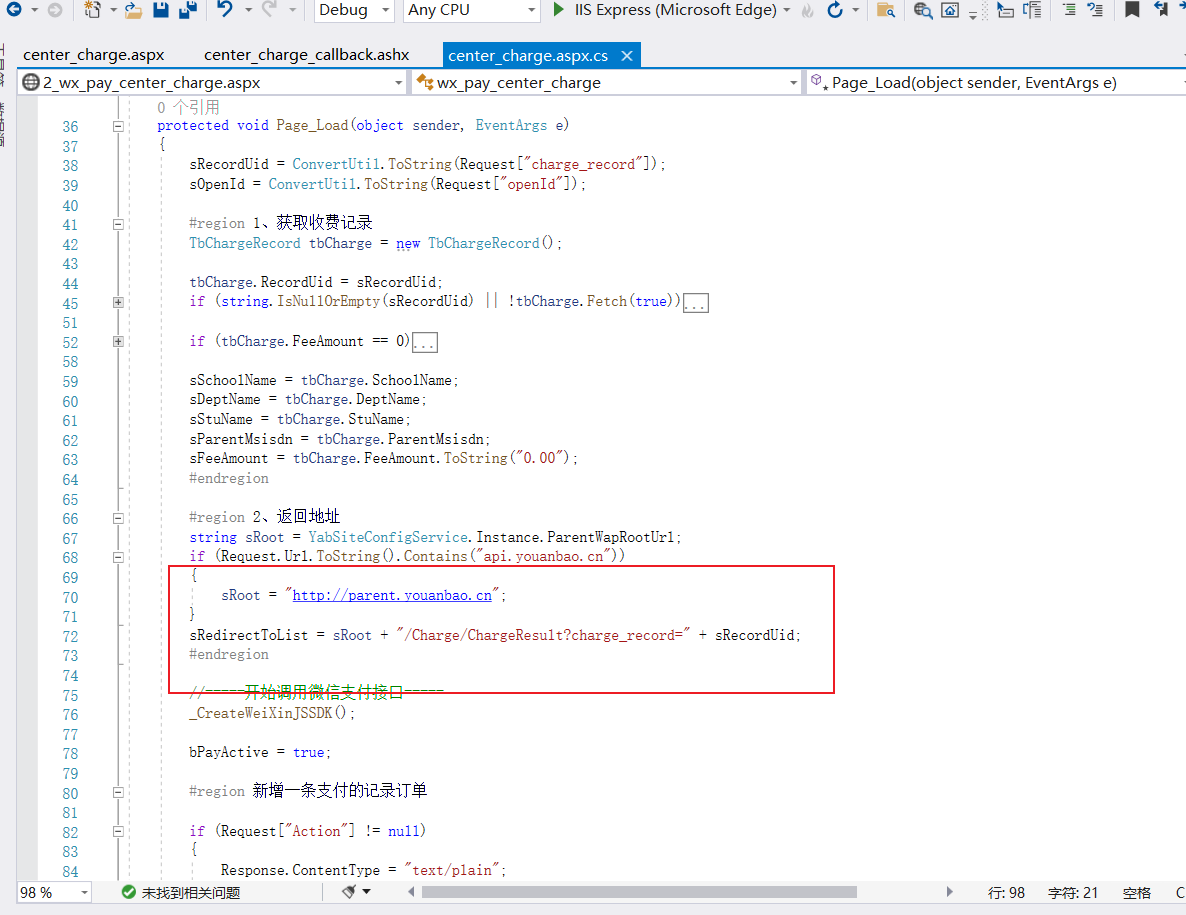 Debug Any CPU IIS Express (Microsoft Edge)
center_charge.aspx center_charge_callback.ashx center_charge.aspx.cs
2_wx_pay_center_charge.aspx wx_pay_center_charge Page_Load(object sender, EventArgs e)
0 个引用
36 protected void Page_Load(object sender, EventArgs e)
37 {
38 sRecordUid = ConvertUtil.ToString(Request["charge_record"]);
39 sOpenId = ConvertUtil.ToString(Request["openId"]);
40
41 #region 1、获取收费记录
42 TbChargeRecord tbCharge = new TbChargeRecord();
43
44 tbCharge.RecordUid = sRecordUid;
45 if (string.IsNullOrEmpty(sRecordUid) || !tbCharge.Fetch(true))...
51
52 if (tbCharge.FeeAmount == 0)...
58
59 sSchoolName = tbCharge.SchoolName;
60 sDeptName = tbCharge.DeptName;
61 sStuName = tbCharge.StuName;
62 sParentMsisdn = tbCharge.ParentMsisdn;
63 sFeeAmount = tbCharge.FeeAmount.ToString("0.00");
64 #endregion
65
66 #region 2、返回地址
67 string sRoot = YabSiteConfigService.Instance.ParentWapRootUrl;
68 if (Request.Url.ToString().Contains("api.youanbao.cn"))
69 {
70 sRoot = "http://parent.youanbao.cn";
71 }
72 sRedirectToList = sRoot + "/Charge/ChargeResult?charge_record=" + sRecordUid;
73 #endregion
74
75 //-----开始调用微信支付接口-----
76 _CreateWeiXinJSSDK();
77
78 bPayActive = true;
79
80 #region 新增一条支付的记录订单
81
82 if (Request["Action"] != null)
83 {
84 Response.ContentType = "text/plain";
98 % 未找到相关问题 行: 98 字符: 21 空格